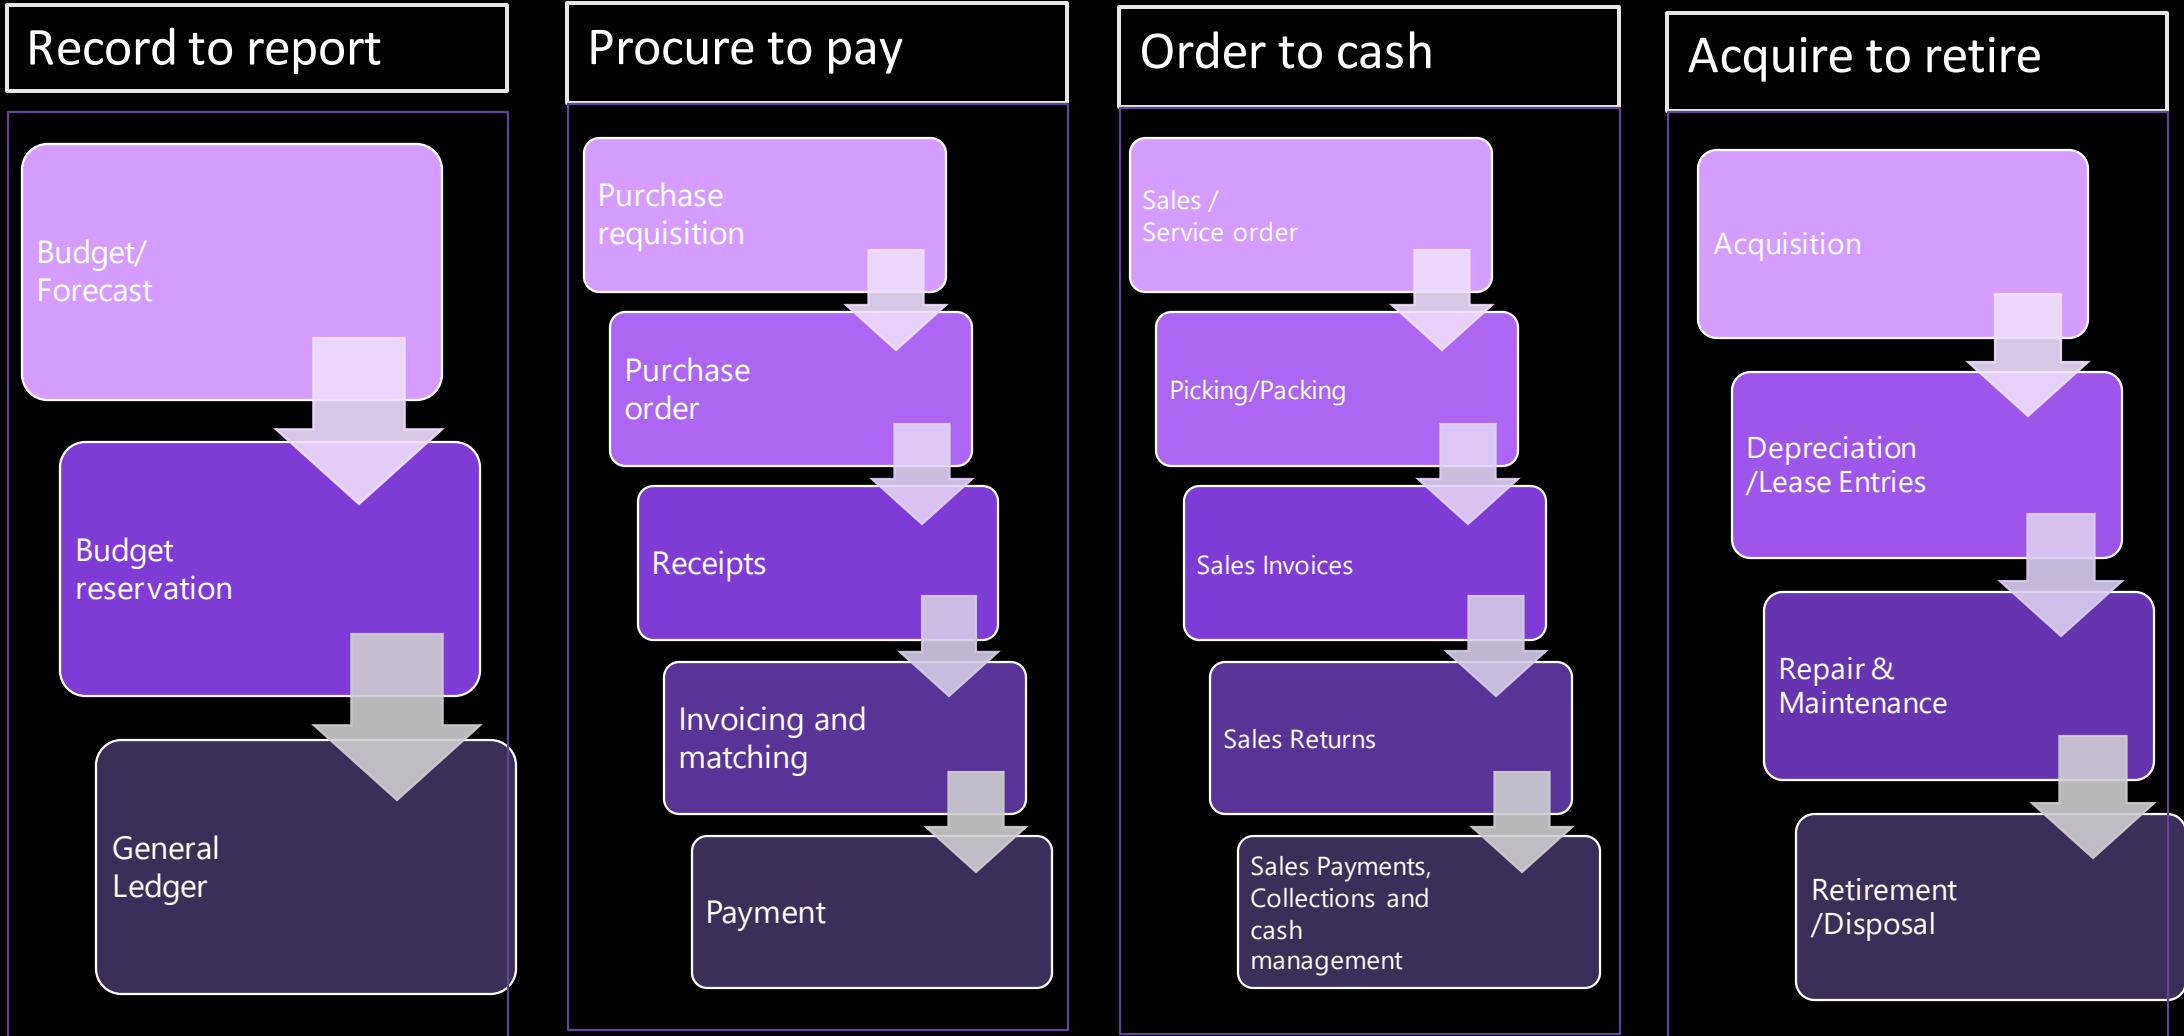 Record to report
Budget/
Forecast
Budget
reservation
General
Ledger
Procure to pay
Purchase
requisition
Purchase
order
Receipts
Invoicing and
matching
Payment
Order to cash
Sales /
Service order
Picking/Packing
Sales Invoices
Sales Returns
Sales Payments,
Collections and
cash
management
Acquire to retire
Acquisition
Depreciation
/Lease Entries
Repair &
Maintenance
Retirement
/Disposal